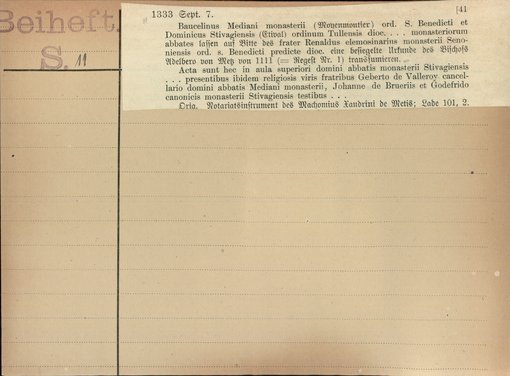 Beiheft
S. 11
1333 Sept. 7. [41
Baucelinus Mediani monasterii (Moyenmoutier) ord. S. Benedicti et
Dominicus Stivagiensis (Etival) ordinum Tullensis dioc. . . . monasteriorum
abbates lassen auf Bitte des frater Renaldus elemosinarius monasterii Seno-
niensis ord. s. Benedicti predicte dioc. eine besiegelte Urkunde des Bischofs
Adelbero von Metz von 1111 (= Regest Nr. 1) transsumieren.
Acta sunt hec in aula superiori domini abbatis monasterii Stivagiensis
. . . presentibus ibidem religiosis viris fratribus Geberto de Valleroy cancel-
lario domini abbatis Mediani monasterii, Johanne de Brueriis et Godefrido
canonicis monasterii Stivagiensis testibus . . .
Orig. Notariatsinstrument des Machomius Xandrini de Metis; Lade 101, 2.